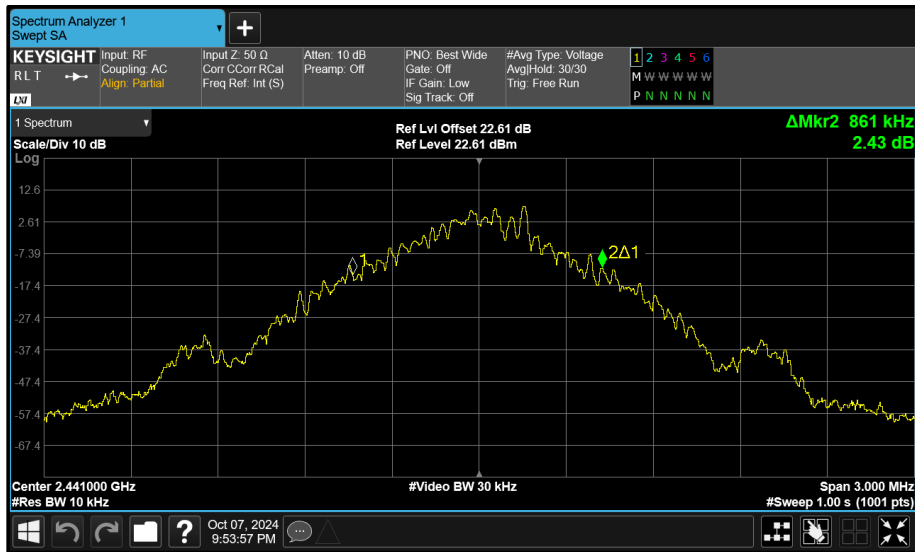 Spectrum Analyzer 1
Swept SA
+
KEYSIGHT
R L T
LXI
Input: RF
Coupling: AC
Align: Partial
Input Z: 50 Ω
Corr CCorr RCal
Freq Ref: Int (S)
Atten: 10 dB
Preamp: Off
PNO: Best Wide
Gate: Off
IF Gain: Low
Sig Track: Off
#Avg Type: Voltage
Avg|Hold: 30/30
Trig: Free Run
1 2 3 4 5 6
M W W W W W
P N N N N N
1 Spectrum
Scale/Div 10 dB
Ref Lvl Offset 22.61 dB
Ref Level 22.61 dBm
ΔMkr2 861 kHz
2.43 dB
Log
12.6
2.61
-7.39
-17.4
-27.4
-37.4
-47.4
-57.4
-67.4
1
2Δ1
Center 2.441000 GHz
#Video BW 30 kHz
Span 3.000 MHz
#Res BW 10 kHz
#Sweep 1.00 s (1001 pts)
?
Oct 07, 2024
9:53:57 PM